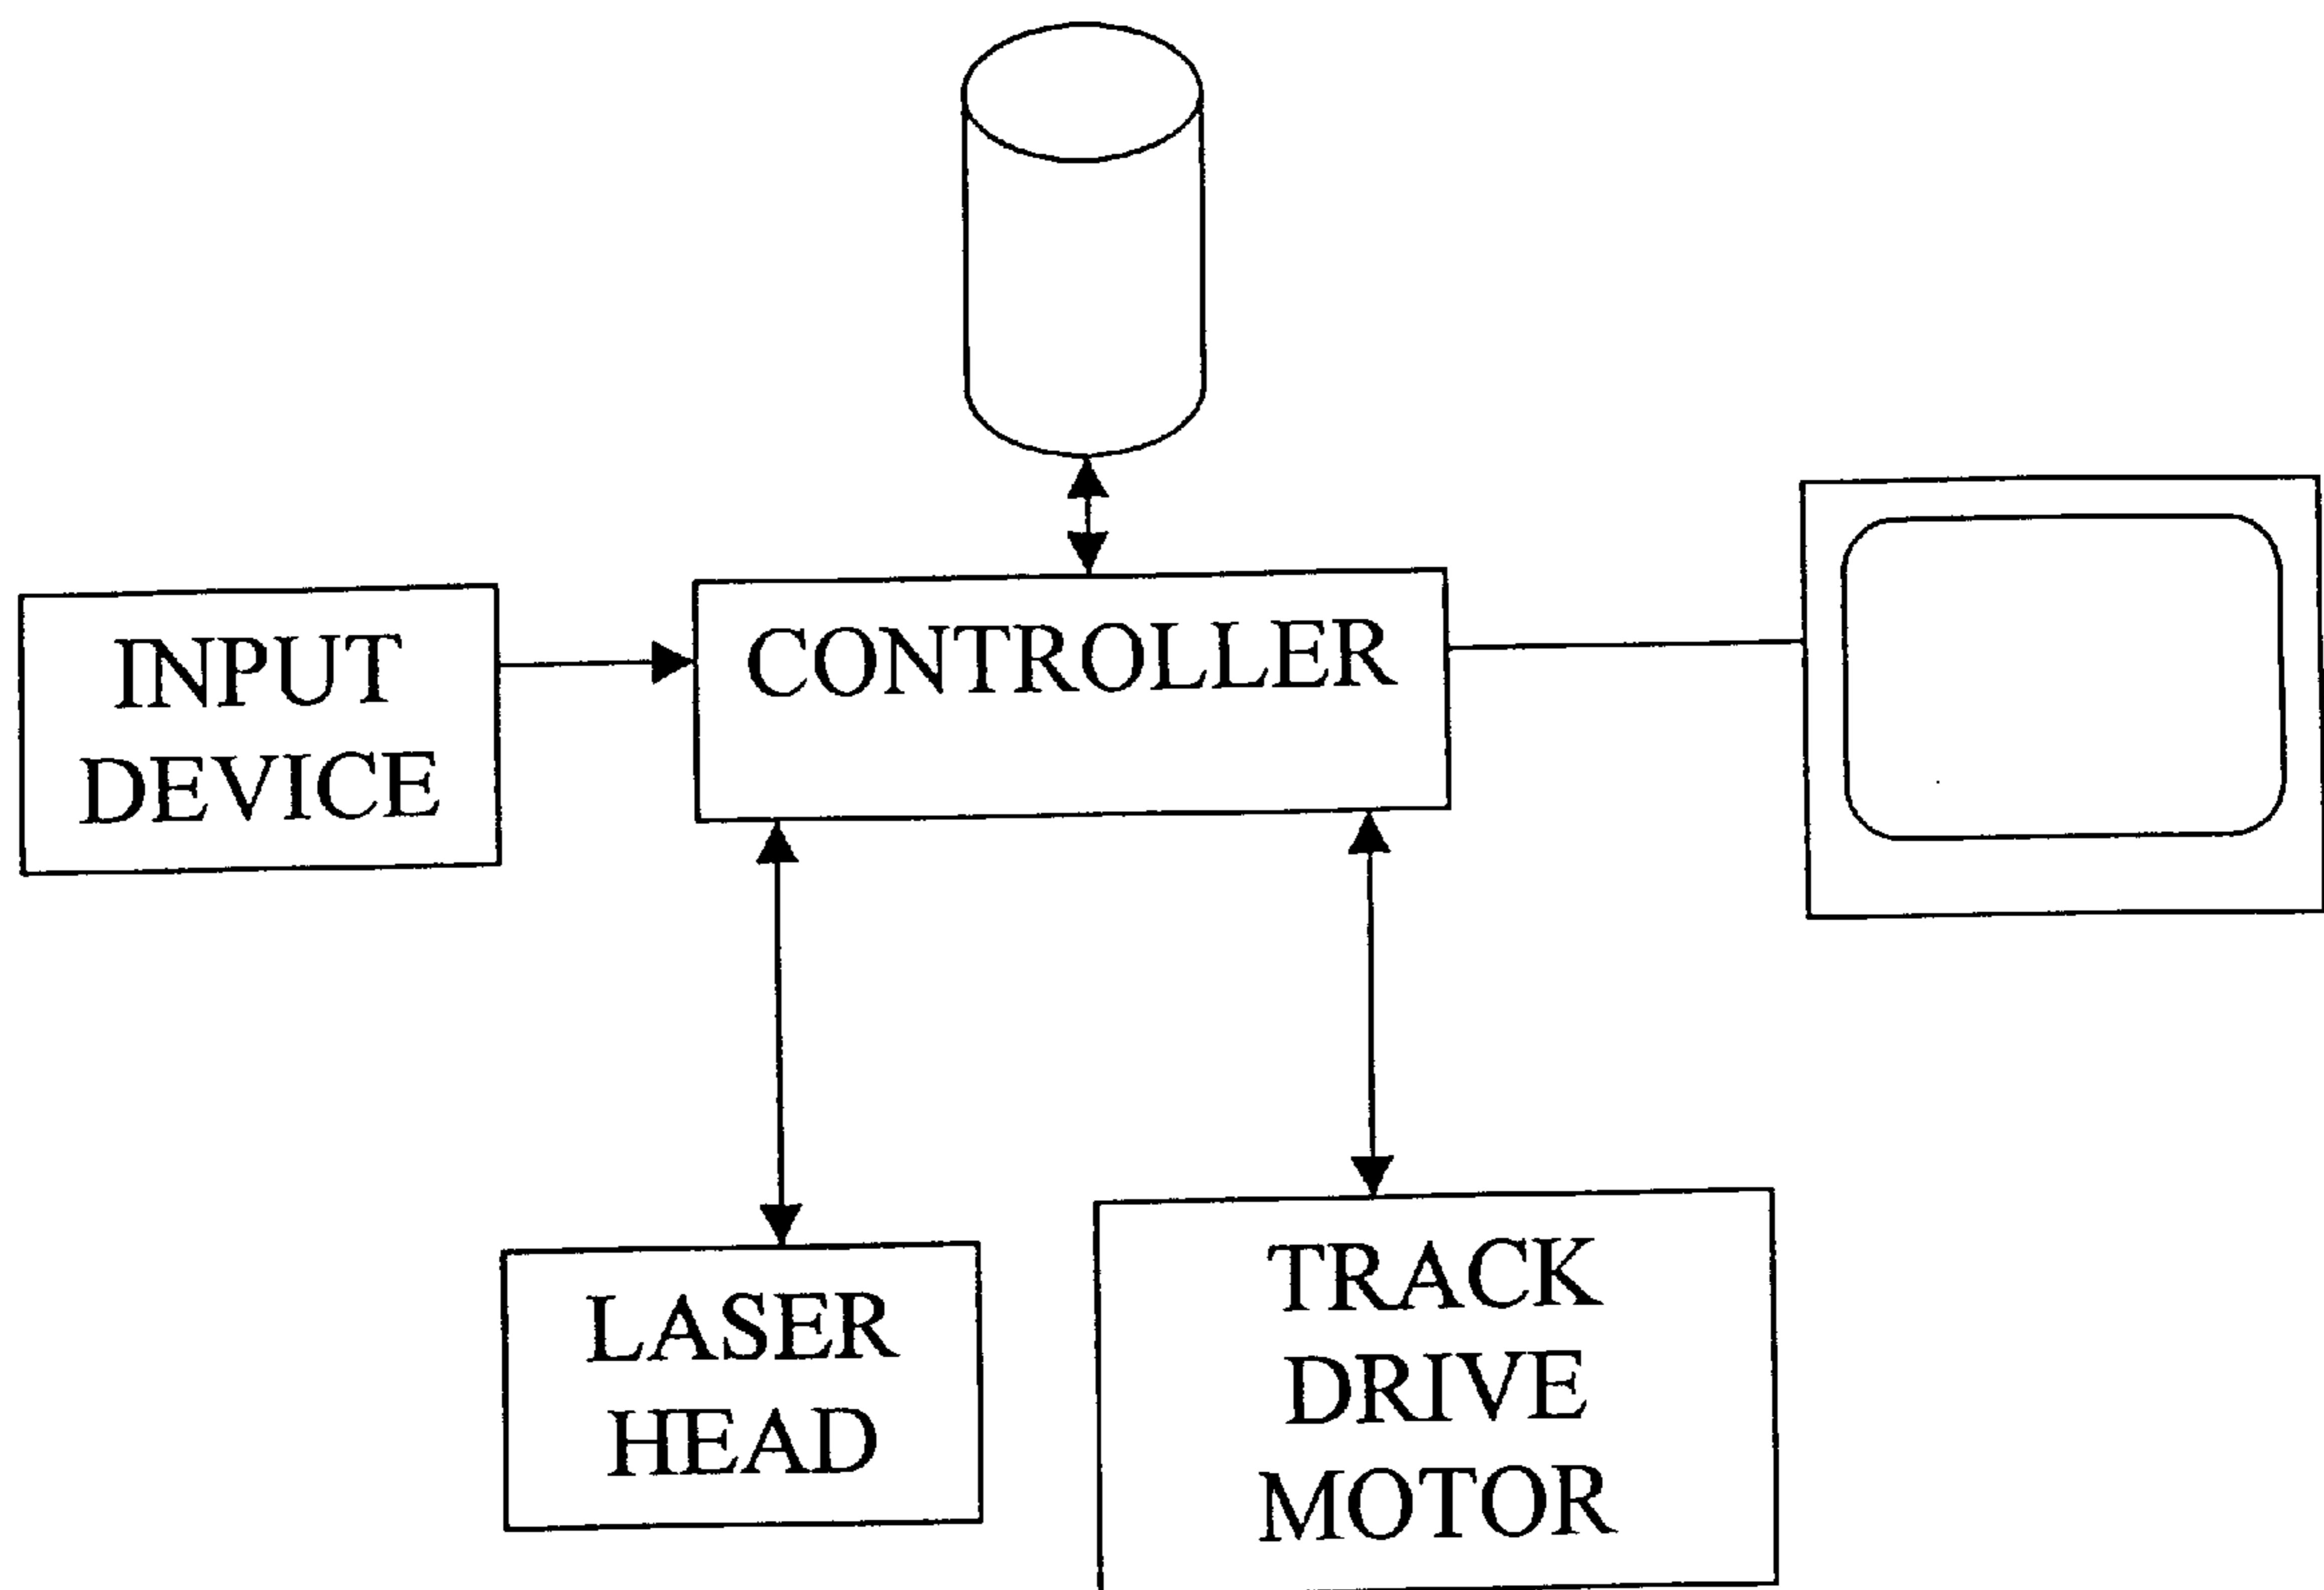 INPUT
DEVICE
CONTROLLER
LASER
HEAD
TRACK
DRIVE
MOTOR